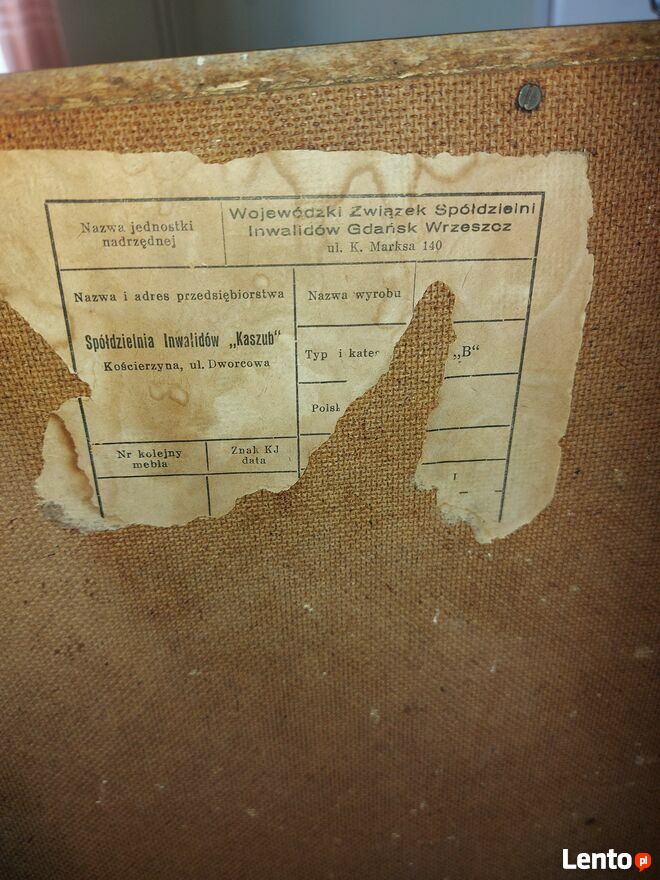 Nazwa jednostki
nadrzędnej
Wojewódzki Związek Spółdzielni
Inwalidów Gdańsk Wrzeszcz
ul. K. Marksa 140
Nazwa i adres przedsiębiorstwa
Spółdzielnia Inwalidów „Kaszub"
Kościerzyna, ul. Dworcowa
Nazwa wyrobu
Typ i kate
„B"
Nr kolejny
mebla
Znak KJ
data
I
Lento pl